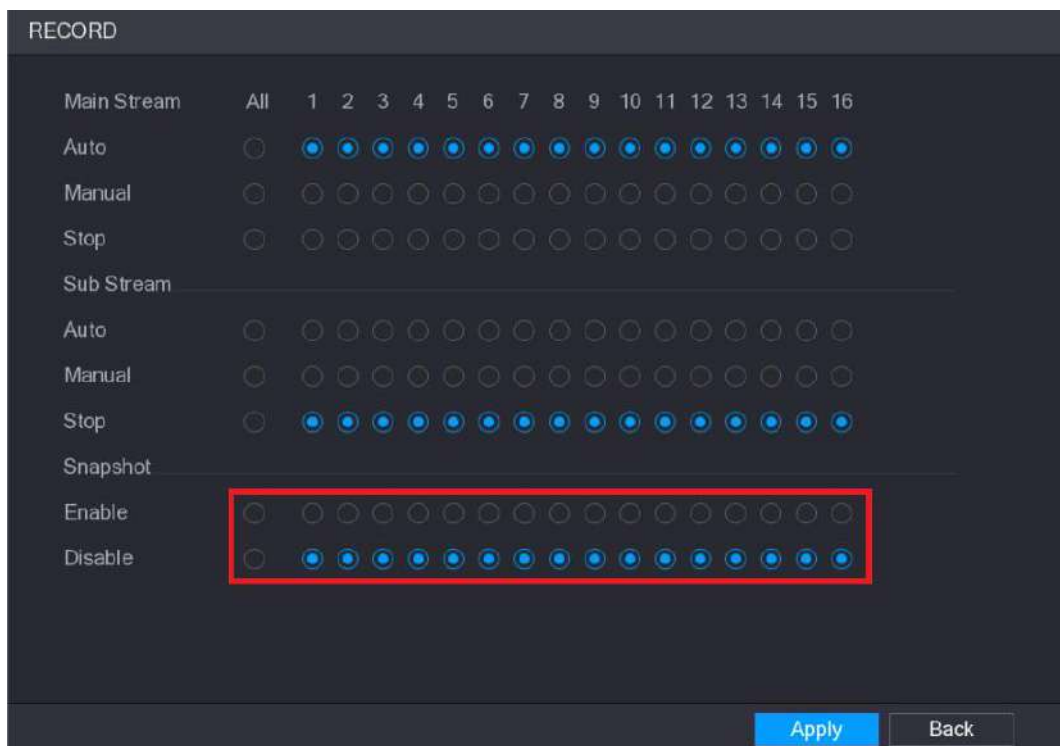 RECORD
Main Stream All 1 2 3 4 5 6 7 8 9 10 11 12 13 14 15 16
Auto
Manual
Stop
Sub Stream
Auto
Manual
Stop
Snapshot
Enable
Disable
Apply Back